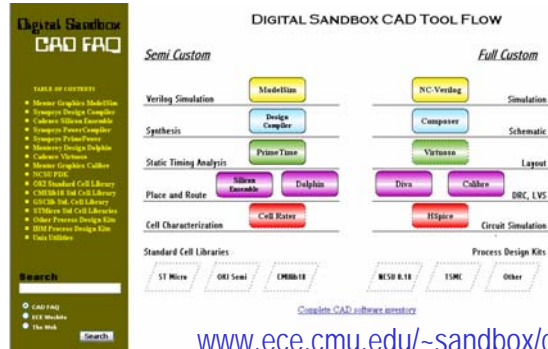 Digital Sandbox
CAD FAQ
TABLE OF CONTENTS
Mentor Graphics ModelSim
Synopsys Design Compiler
Cadence Silicon Ensemble
Synopsys PowerCompiler
Synopsys PrimePower
Monterey Design Dolphin
Cadence Virtuoso
Mentor Graphics Calibre
NCSU PDK
OKI Standard Cell Library
CMUlib18 Std Cell Library
GSClib Std. Cell Library
STMicro Std Cell Libraries
Other Process Design Kits
IBM Process Design Kits
Unix Utilities
Search
CAD FAQ
ECE Website
The Web
Search
DIGITAL SANDBOX CAD TOOL FLOW
Semi Custom
Full Custom
ModelSim
NC-Verilog
Verilog Simulation
Simulation
Design
Compiler
Composer
Synthesis
Schematic
PrimeTime
Virtuoso
Static Timing Analysis
Layout
Silicon
Ensemble
Dolphin
Diva
Calibre
Place and Route
DRC, LVS
Cell Rater
HSpice
Cell Characterization
Circuit Simulation
Standard Cell Libraries
Process Design Kits
ST Micro
OKI Semi
CMUlib18
NCSU 0.18
TSMC
Other
Complete CAD software inventory
www.ece.cmu.edu/~sandbox/c